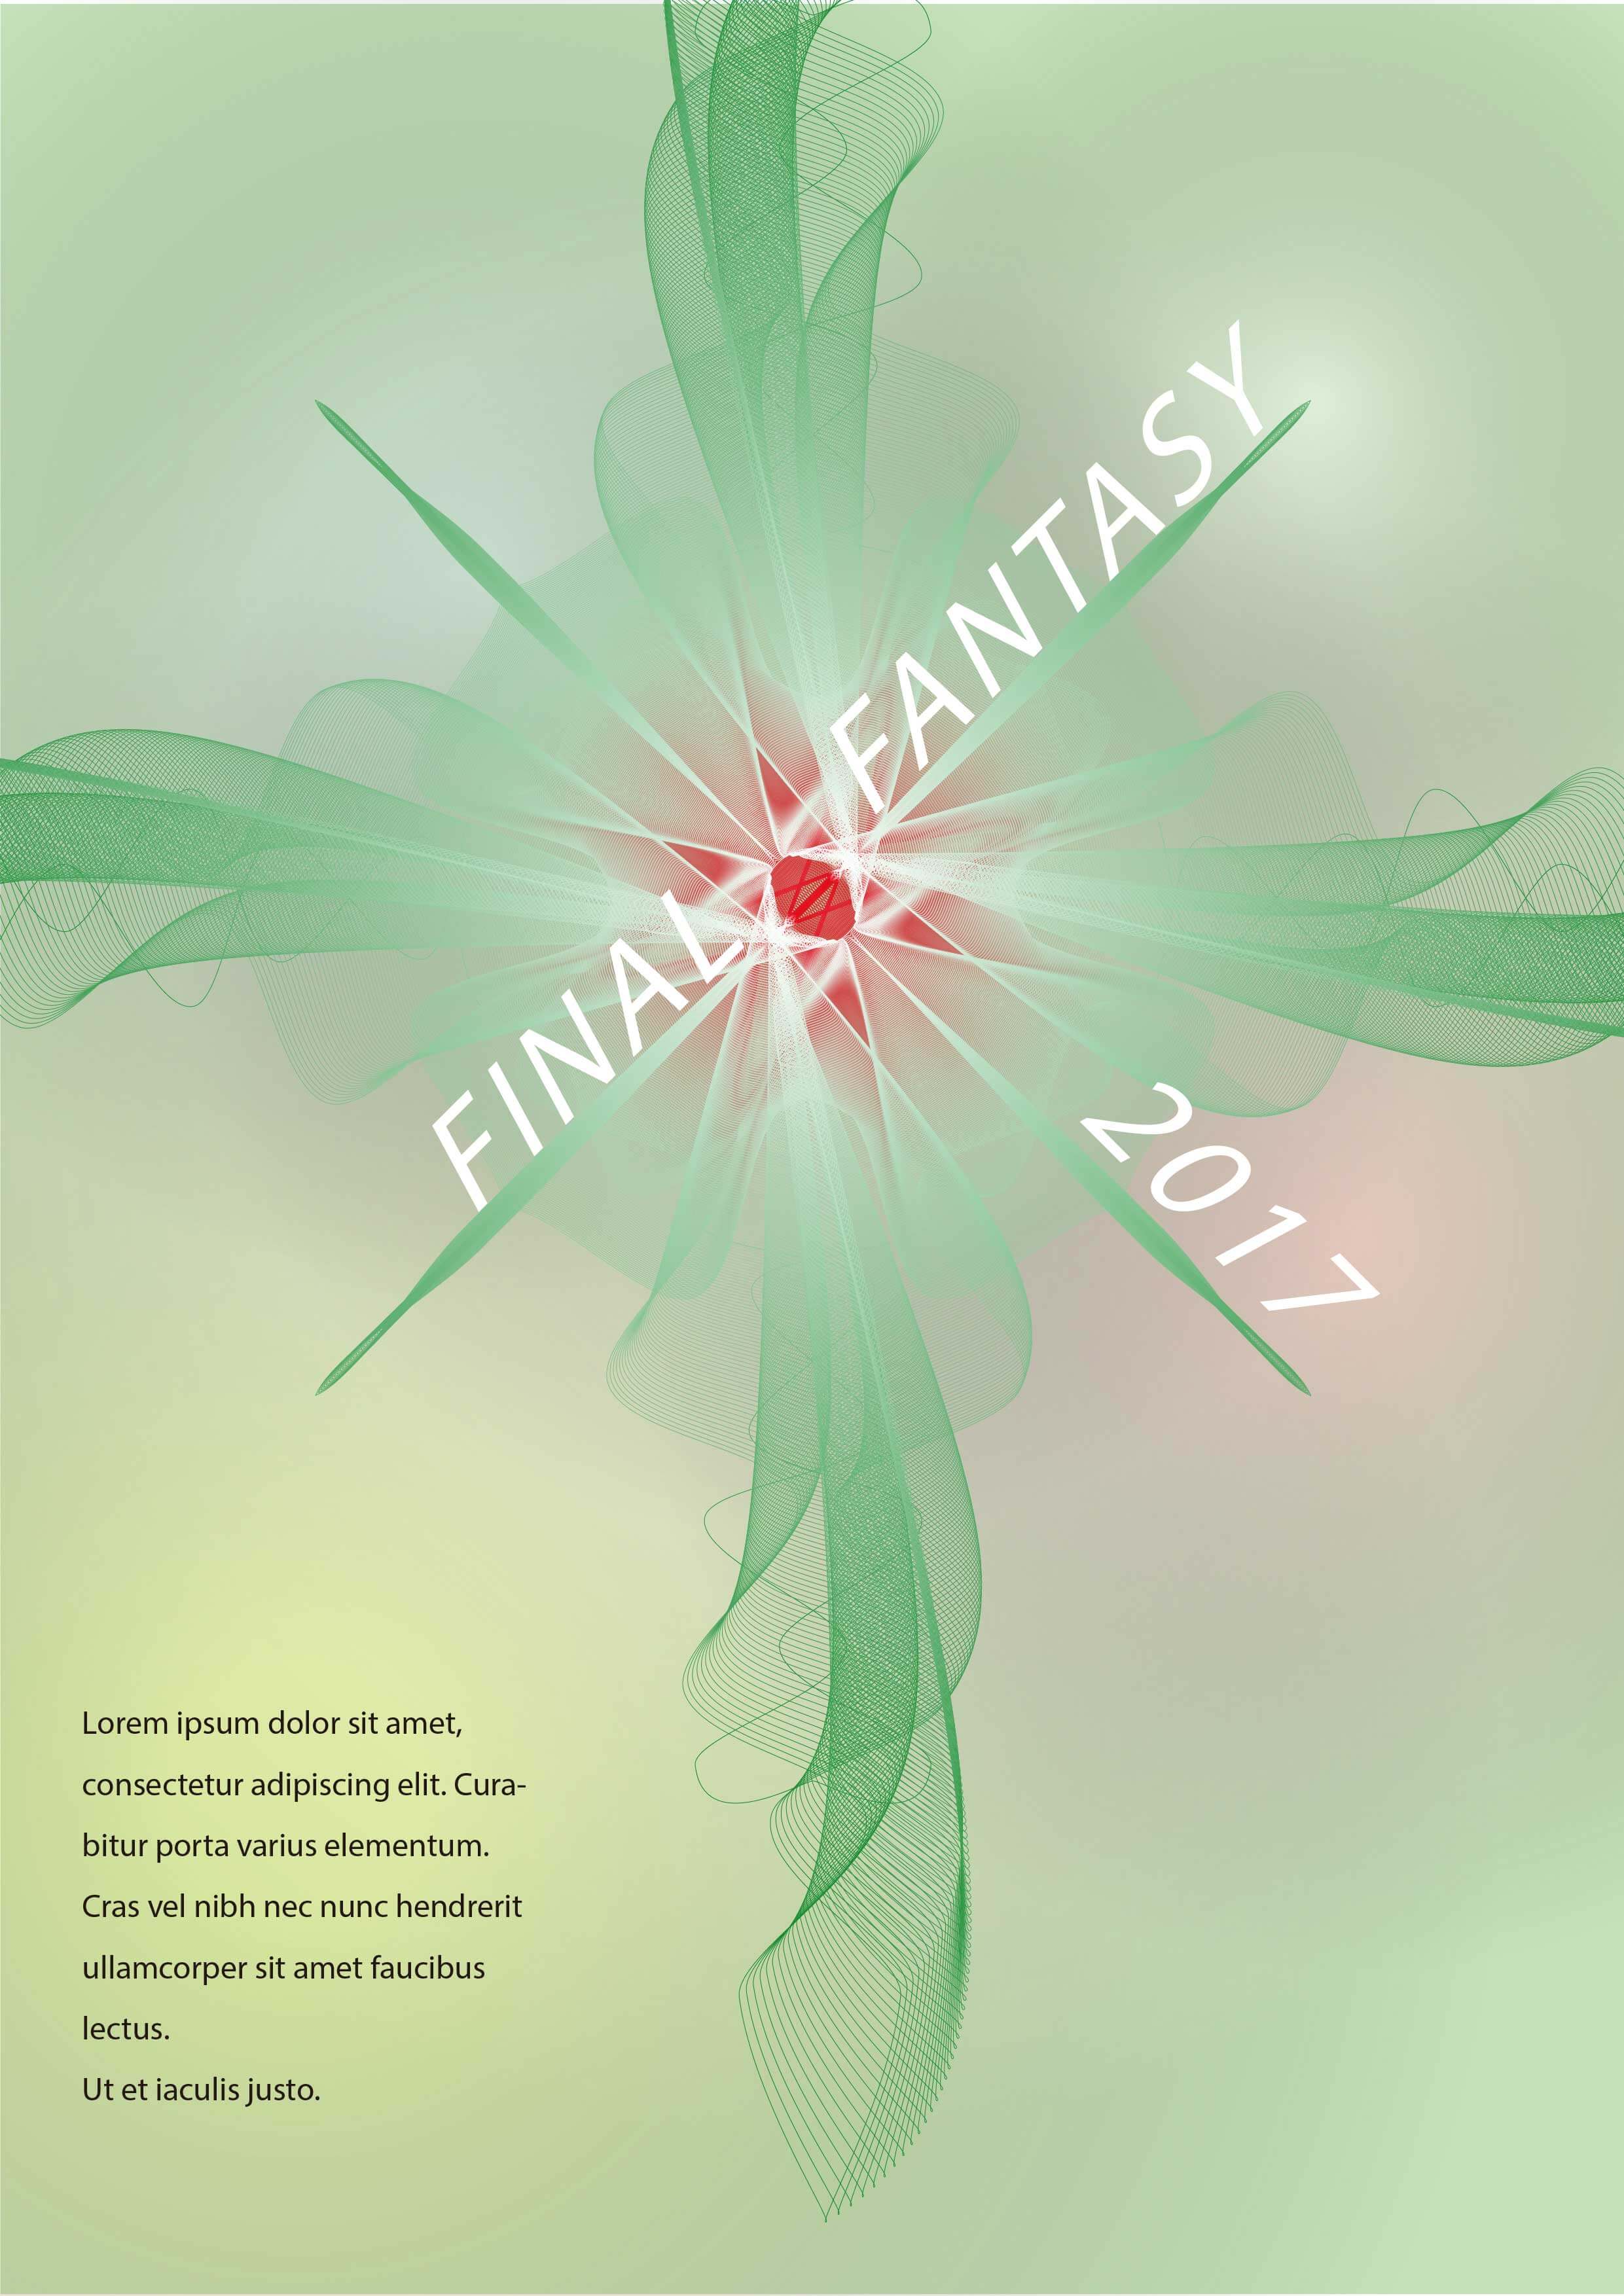 FINAL FANTASY
2017
Lorem ipsum dolor sit amet,
consectetur adipiscing elit. Cura-
bitur porta varius elementum.
Cras vel nibh nec nunc hendrerit
ullamcorper sit amet faucibus
lectus.
Ut et iaculis justo.